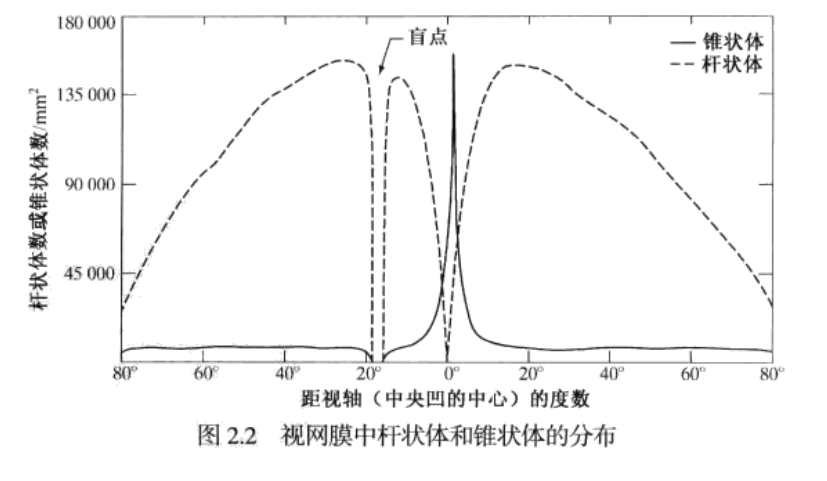 180 000
135 000
90 000
45 000
杆状体数或锥状体数/mm²
盲点
锥状体
杆状体
80° 60° 40° 20° 0° 20° 40° 60° 80°
距视轴（中央凹的中心）的度数
图 2.2 视网膜中杆状体和锥状体的分布